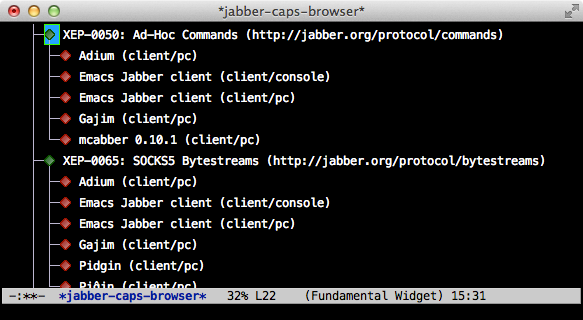 *jabber-caps-browser*
XEP-0050: Ad-Hoc Commands (http://jabber.org/protocol/commands)
Adium (client/pc)
Emacs Jabber client (client/console)
Emacs Jabber client (client/pc)
Gajim (client/pc)
mcabber 0.10.1 (client/pc)
XEP-0065: SOCKS5 Bytestreams (http://jabber.org/protocol/bytestreams)
Adium (client/pc)
Emacs Jabber client (client/console)
Emacs Jabber client (client/pc)
Gajim (client/pc)
Pidgin (client/pc)
(client/pc)
-:**- *jabber-caps-browser* 32% L22 (Fundamental Widget) 15:31